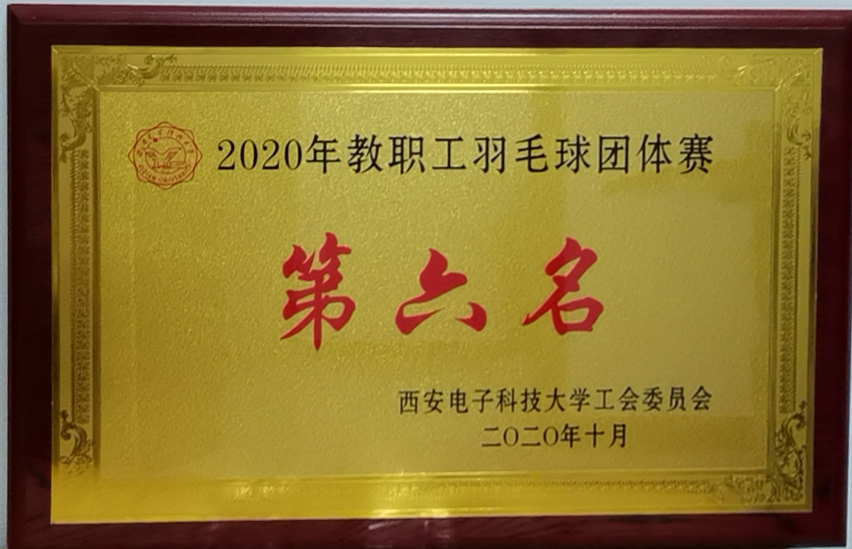 2020年教职工羽毛球团体赛
第六名
西安电子科技大学工会委员会
二〇二〇年十月